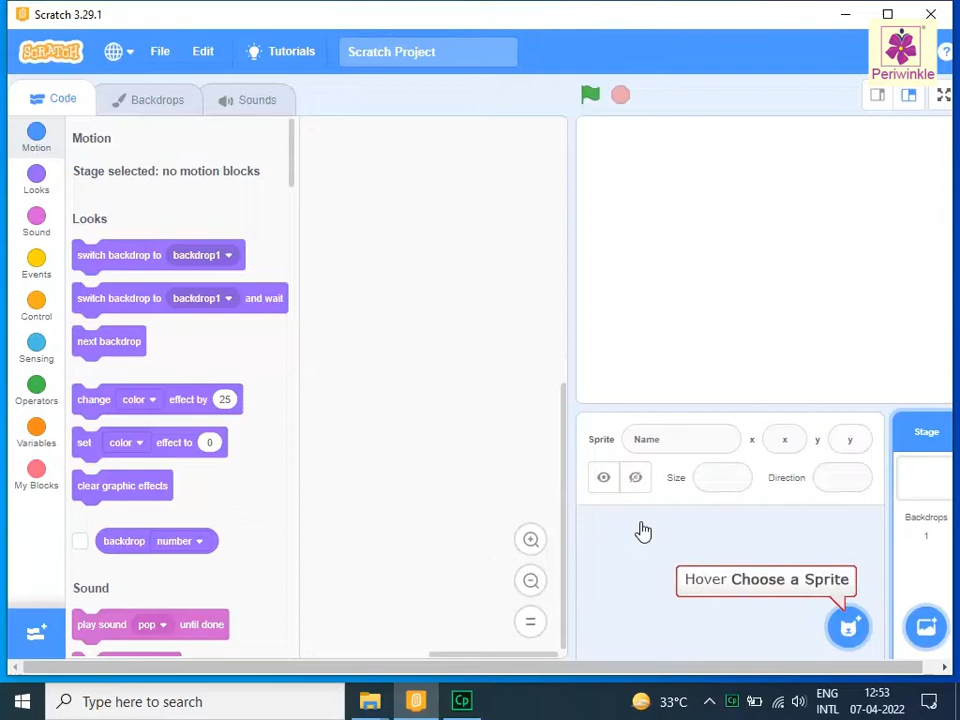 Scratch 3.29.1
SCRATCH
File
Edit
Tutorials
Scratch Project
Periwinkle
?
Code
Backdrops
Sounds
Motion
Looks
Sound
Events
Control
Sensing
Operators
Variables
My Blocks
Motion
Stage selected: no motion blocks
Looks
switch backdrop to backdrop1
switch backdrop to backdrop1 and wait
next backdrop
change color effect by 25
set color effect to 0
clear graphic effects
backdrop number
Sound
play sound pop until done
Sprite Name x x y y
Size Direction
Stage
Backdrops
1
Hover Choose a Sprite
Type here to search
Cp
33°C
Cp
ENG
INTL
12:53
07-04-2022